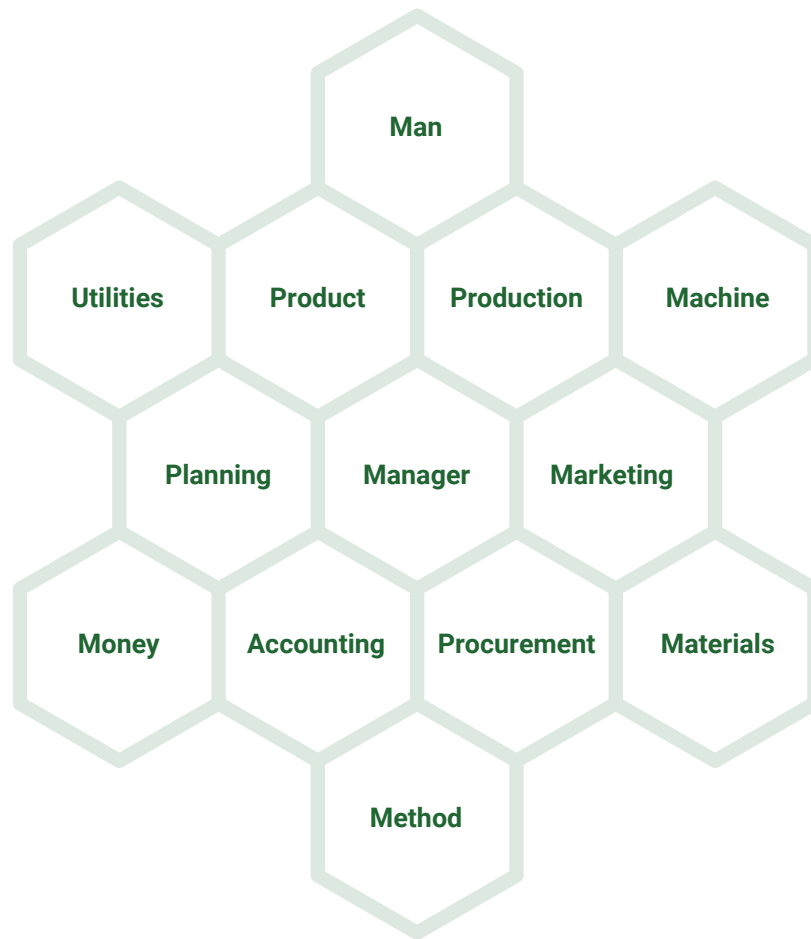 Man
Utilities
Product
Production
Machine
Planning
Manager
Marketing
Money
Accounting
Procurement
Materials
Method